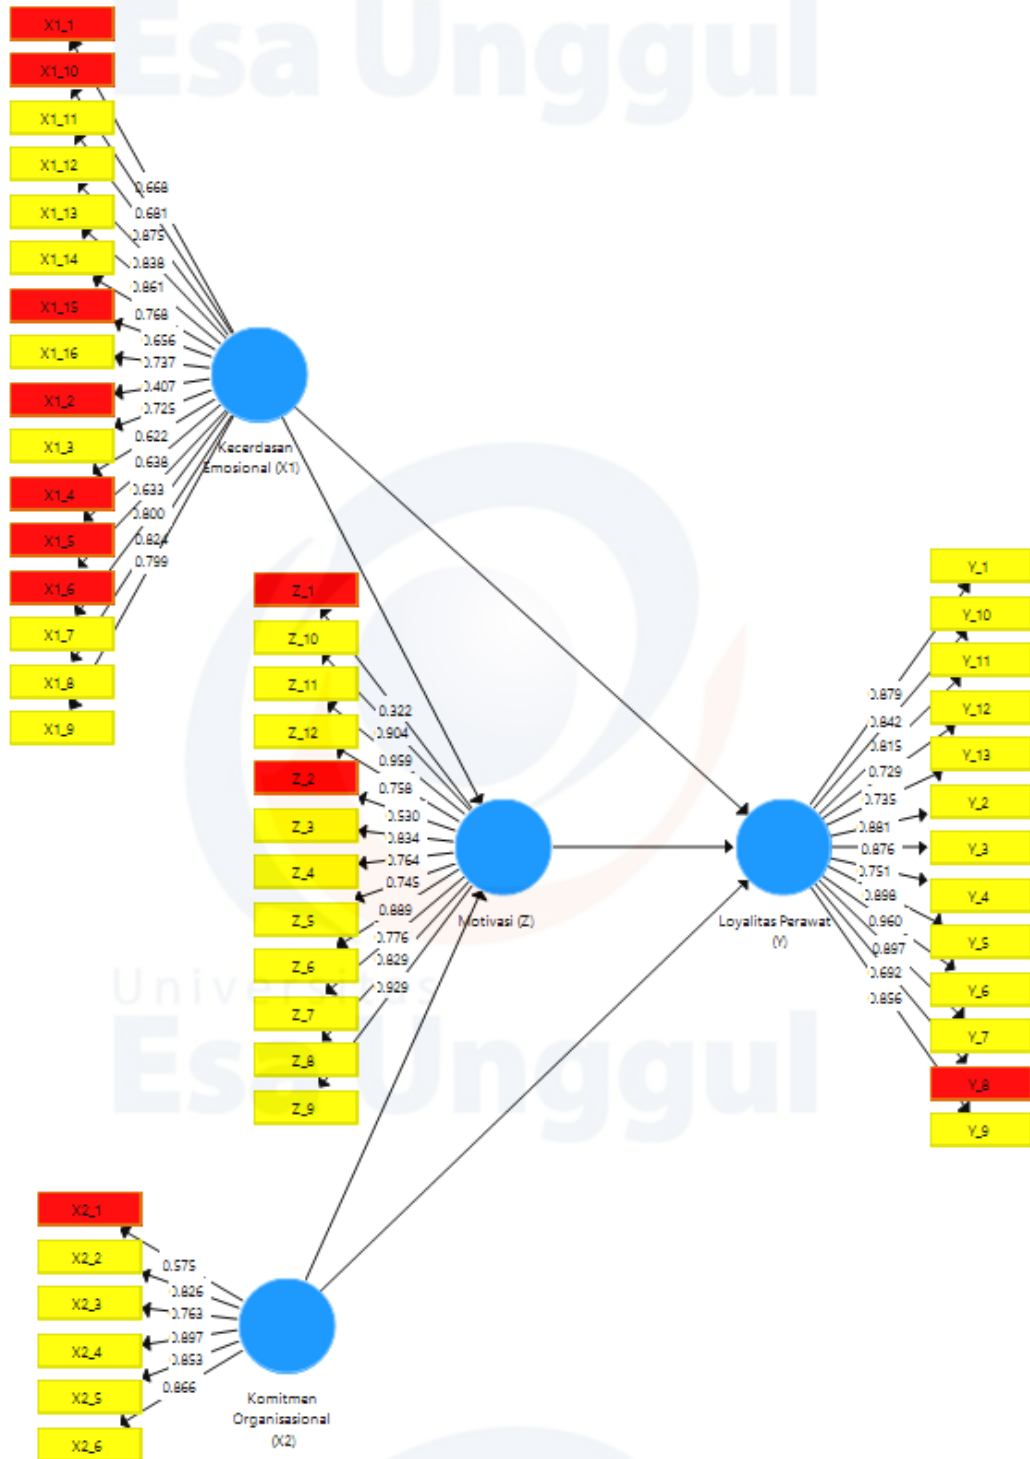 Esa Unggul
X1_1
X1_10
X1_11
X1_12
X1_13
X1_14
X1_15
X1_16
X1_2
X1_3
X1_4
X1_5
X1_6
X1_7
X1_8
X1_9
0.668
0.681
0.875
0.838
0.861
0.768
0.656
0.737
0.407
0.725
0.622
0.638
0.633
0.800
0.824
0.799
Kecerdasan
Emosional (X1)
Z_1
Z_10
Z_11
Z_12
Z_2
Z_3
Z_4
Z_5
Z_6
Z_7
Z_8
Z_9
0.322
0.904
0.959
0.758
0.530
0.834
0.764
0.745
0.889
0.776
0.829
0.929
Motivasi (Z)
Y_1
Y_10
Y_11
Y_12
Y_13
Y_2
Y_3
Y_4
Y_5
Y_6
Y_7
Y_8
Y_9
0.879
0.842
0.815
0.729
0.735
0.881
0.876
0.751
0.898
0.960
0.897
0.692
0.856
Loyalitas Perawat
(Y)
Universitas
Esa Unggul
X2_1
X2_2
X2_3
X2_4
X2_5
X2_6
0.575
0.826
0.763
0.897
0.853
0.866
Komitmen
Organisasional
(X2)